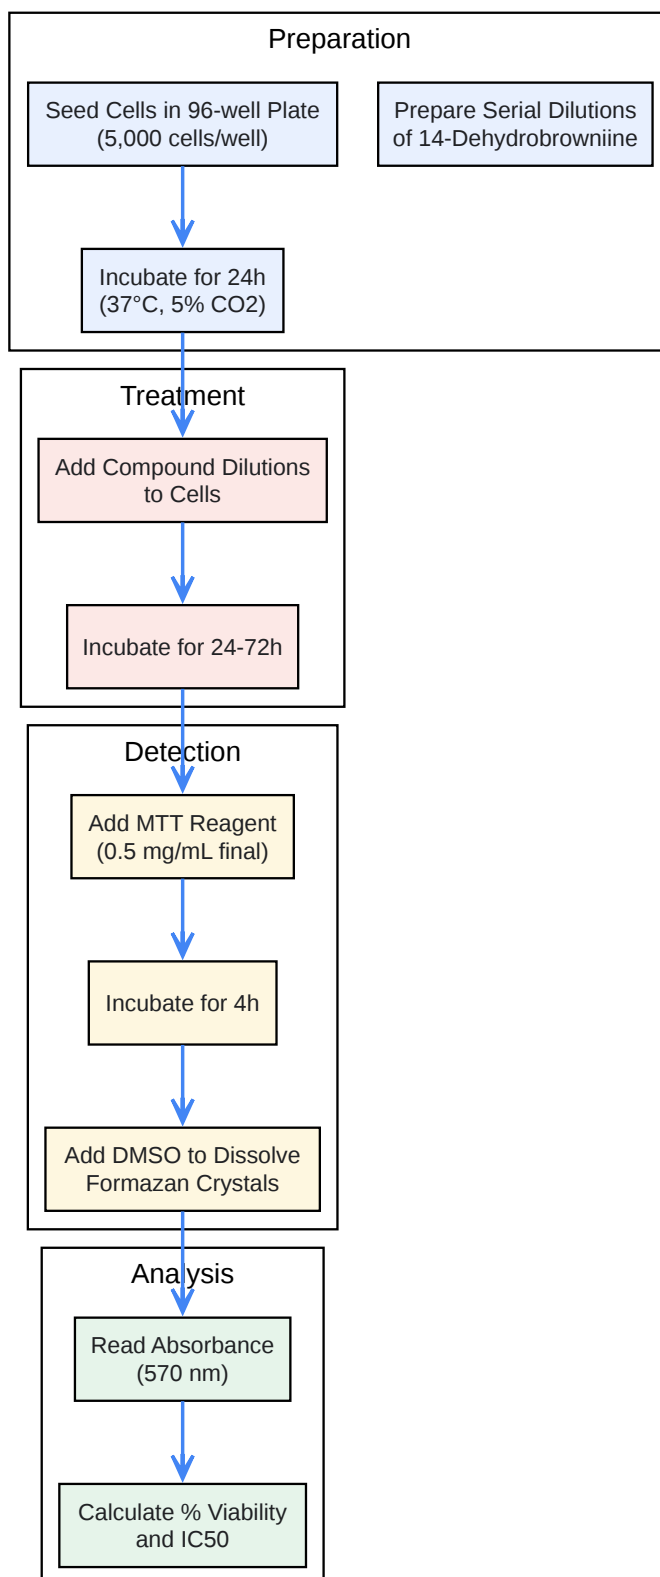 Preparation
Seed Cells in 96-well Plate
(5,000 cells/well)
Prepare Serial Dilutions
of 14-Dehydrobrowniine
Incubate for 24h
(37°C, 5% CO2)
Treatment
Add Compound Dilutions
to Cells
Incubate for 24-72h
Detection
Add MTT Reagent
(0.5 mg/mL final)
Incubate for 4h
Add DMSO to Dissolve
Formazan Crystals
Analysis
Read Absorbance
(570 nm)
Calculate % Viability
and IC50